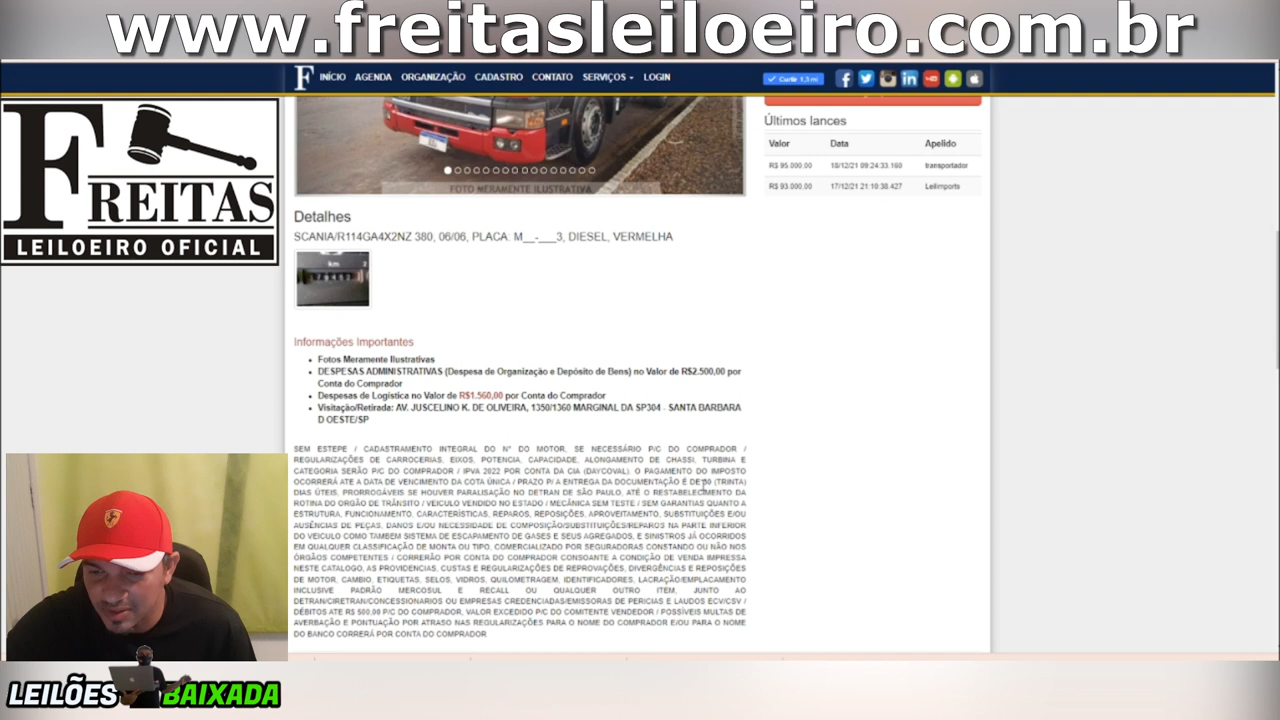 www.freitasleiloeiro.com.br
F INÍCIO AGENDA ORGANIZAÇÃO CADASTRO CONTATO SERVIÇOS LOGIN
Curtir 1,3 mi
FREITAS
LEILOEIRO OFICIAL
FOTO MERAMENTE ILUSTRATIVA
Últimos lances
Valor Data Apelido
R$ 95.000,00 18/12/21 09:24:33.160 transportador
R$ 93.000,00 17/12/21 21:10:38.427 Leilimports
Detalhes
SCANIA/R114GA4X2NZ 380, 06/06, PLACA: M__-___3, DIESEL, VERMELHA
km
Informações Importantes
• Fotos Meramente Ilustrativas
• DESPESAS ADMINISTRATIVAS (Despesa de Organização e Depósito de Bens) no Valor de R$2.500,00 por
Conta do Comprador
• Despesas de Logística no Valor de R$1.560,00 por Conta do Comprador
• Visitação/Retirada: AV. JUSCELINO K. DE OLIVEIRA, 1350/1360 MARGINAL DA SP304 - SANTA BARBARA
D OESTE/SP
SEM ESTEPE / CADASTRAMENTO INTEGRAL DO N° DO MOTOR, SE NECESSÁRIO P/C DO COMPRADOR /
REGULARIZAÇÕES DE CARROCERIAS, EIXOS, POTENCIA, CAPACIDADE, ALONGAMENTO DE CHASSI, TURBINA E
CATEGORIA SERÃO P/C DO COMPRADOR / IPVA 2022 POR CONTA DA CIA (DAYCOVAL). O PAGAMENTO DO IMPOSTO
OCORRERÁ ATE A DATA DE VENCIMENTO DA COTA ÚNICA / PRAZO P/ A ENTREGA DA DOCUMENTAÇÃO É DE (TRINTA)
DIAS ÚTEIS, PRORROGÁVEIS SE HOUVER PARALISAÇÃO NO DETRAN DE SÃO PAULO, ATÉ O RESTABELECIMENTO DA
ROTINA DO ORGÃO DE TRÂNSITO / VEICULO VENDIDO NO ESTADO / MECÂNICA SEM TESTE / SEM GARANTIAS QUANTO A
ESTRUTURA, FUNCIONAMENTO, CARACTERÍSTICAS, REPAROS, REPOSIÇÕES, APROVEITAMENTO, SUBSTITUIÇÕES E/OU
AUSÊNCIAS DE PEÇAS, DANOS E/OU NECESSIDADE DE COMPOSIÇÃO/SUBSTITUIÇÕES/REPAROS NA PARTE INFERIOR
DO VEICULO COMO TAMBEM SISTEMA DE ESCAPAMENTO DE GASES E SEUS AGREGADOS, E SINISTROS JÁ OCORRIDOS
EM QUALQUER CLASSIFICAÇÃO DE MONTA OU TIPO, COMERCIALIZADO POR SEGURADORAS CONSTANDO OU NÃO NOS
ÓRGÃOS COMPETENTES / CORRERÃO POR CONTA DO COMPRADOR CONSOANTE A CONDIÇÃO DE VENDA IMPRESSA
NESTE CATALOGO, AS PROVIDENCIAS, CUSTAS E REGULARIZAÇÕES DE REPROVAÇÕES, DIVERGÊNCIAS E REPOSIÇÕES
DE MOTOR, CAMBIO, ETIQUETAS, SELOS, VIDROS, QUILOMETRAGEM, IDENTIFICADORES, LACRAÇÃO/EMPLACAMENTO
INCLUSIVE PADRÃO MERCOSUL E RECALL OU QUALQUER OUTRO ITEM, JUNTO AO
DETRAN/CIRETRAN/CONCESSIONARIOS OU EMPRESAS CREDENCIADAS/EMISSORAS DE PERICIAS E LAUDOS ECV/CSV /
DÉBITOS ATE R$ 500,00 P/C DO COMPRADOR, VALOR EXCEDIDO P/C DO COMITENTE VENDEDOR / POSSÍVEIS MULTAS DE
AVERBAÇÃO E PONTUAÇÃO POR ATRASO NAS REGULARIZAÇÕES PARA O NOME DO COMPRADOR E/OU PARA O NOME
DO BANCO CORRERÁ POR CONTA DO COMPRADOR
LEILÕES BAIXADA